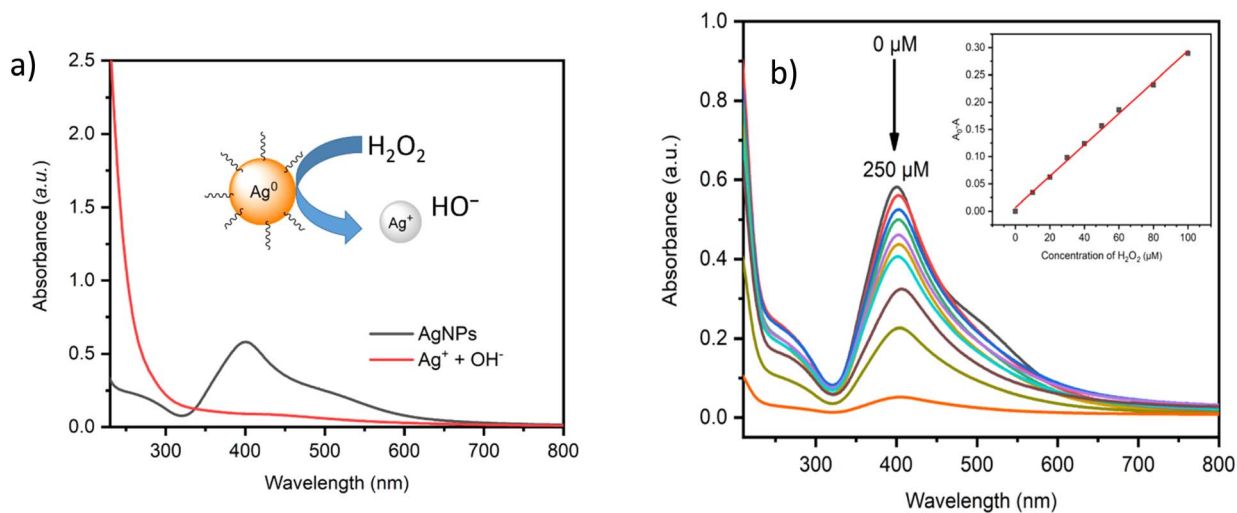 a)
2.5
2.0
1.5
1.0
0.5
0.0
Absorbance (a.u.)
300 400 500 600 700 800
Wavelength (nm)
Ag⁰
H₂O₂
Ag⁺
HO⁻
AgNPs
Ag⁺ + OH⁻
b)
1.0
0.8
0.6
0.4
0.2
0.0
Absorbance (a.u.)
300 400 500 600 700 800
Wavelength (nm)
0 µM
250 µM
0.30
0.25
0.20
0.15
0.10
0.05
0.00
A₀-A
0 20 40 60 80 100
Concentration of H₂O₂ (µM)